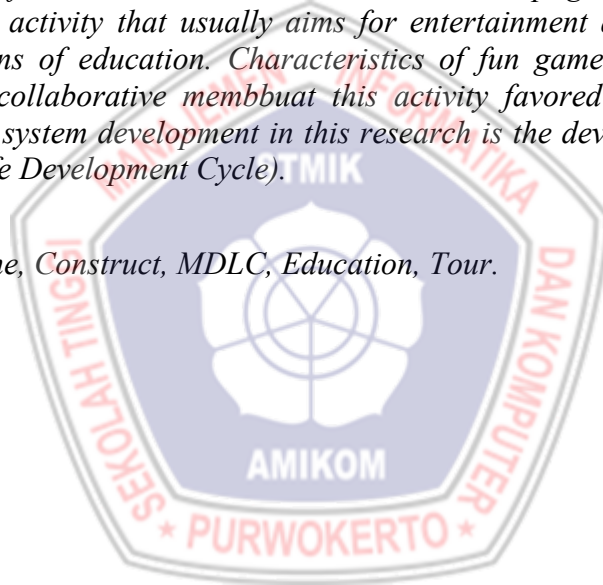 activity that usually aims for entertainment
ns of education. Characteristics of fun game
collaborative membbuat this activity favored
system development in this research is the dev
fe Development Cycle).
ne, Construct, MDLC, Education, Tour.
SEKOLAH TINGGI MANAJEMEN INFORMATIKA DAN KOMPUTER
STMIK
AMIKOM
* PURWOKERTO *